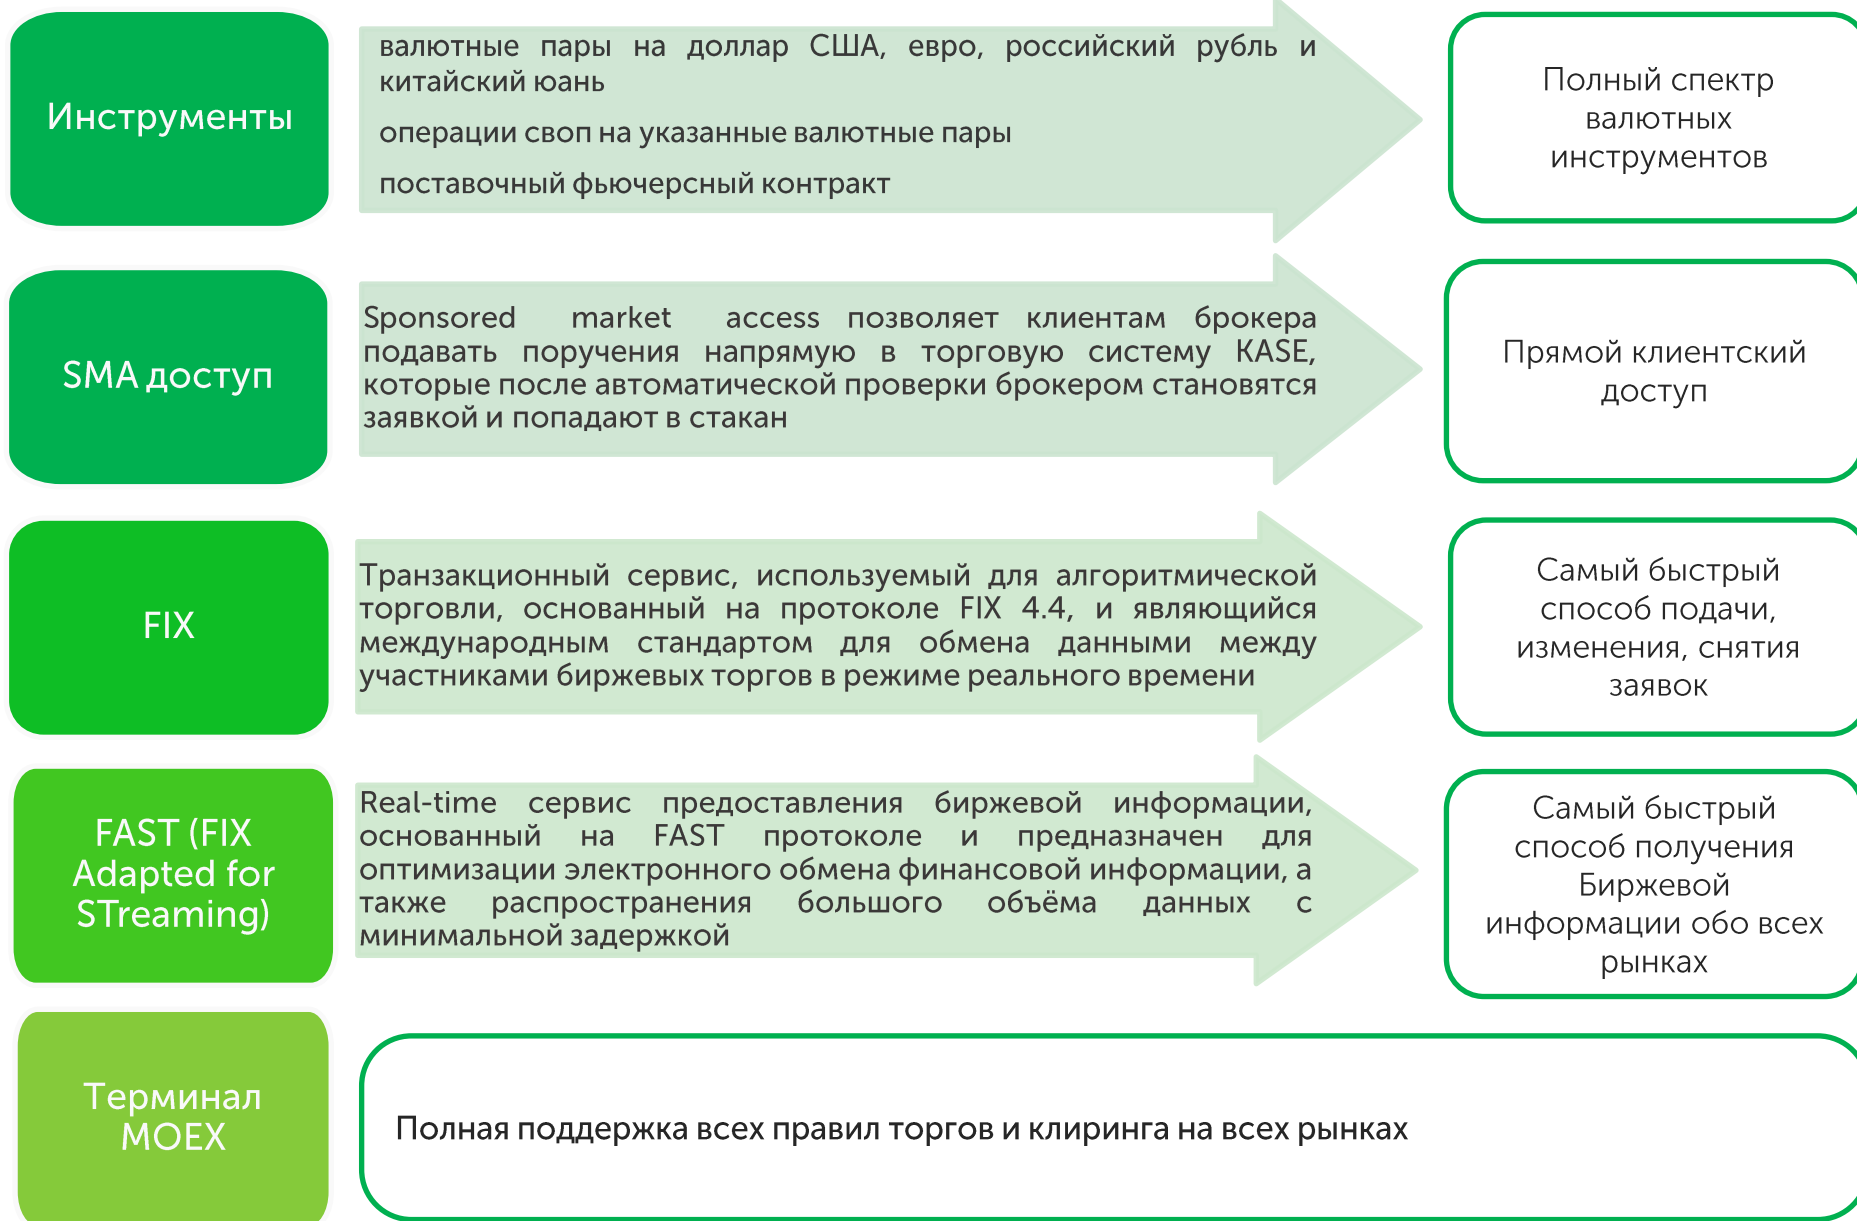 Инструменты
валютные пары на доллар США, евро, российский рубль и
китайский юань
операции своп на указанные валютные пары
поставочный фьючерсный контракт
Полный спектр
валютных
инструментов
SMA доступ
Sponsored market access позволяет клиентам брокера
подавать поручения напрямую в торговую систему KASE,
которые после автоматической проверки брокером становятся
заявкой и попадают в стакан
Прямой клиентский
доступ
FIX
Транзакционный сервис, используемый для алгоритмической
торговли, основанный на протоколе FIX 4.4, и являющийся
международным стандартом для обмена данными между
участниками биржевых торгов в режиме реального времени
Самый быстрый
способ подачи,
изменения, снятия
заявок
FAST (FIX
Adapted for
STreaming)
Real-time сервис предоставления биржевой информации,
основанный на FAST протоколе и предназначен для
оптимизации электронного обмена финансовой информации, а
также распространения большого объёма данных с
минимальной задержкой
Самый быстрый
способ получения
Биржевой
информации обо всех
рынках
Терминал
MOEX
Полная поддержка всех правил торгов и клиринга на всех рынках